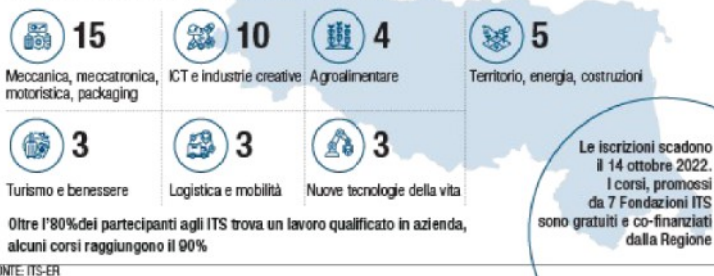 15
Meccanica, meccatronica,
motoristica, packaging
10
ICT e industrie creative
4
Agroalimentare
5
Territorio, energia, costruzioni
3
Turismo e benessere
3
Logistica e mobilità
3
Nuove tecnologie della vita
Oltre l'80%dei partecipanti agli ITS trova un lavoro qualificato in azienda,
alcuni corsi raggiungono il 90%
Le iscrizioni scadono
il 14 ottobre 2022.
I corsi, promossi
da 7 Fondazioni ITS
sono gratuiti e co-finanziati
dalla Regione
NTE: ITS-ER